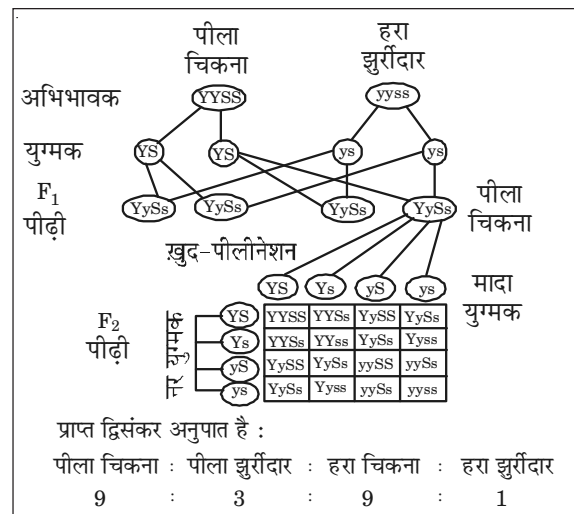 पीला हरा
चिकना झुर्रीदार
अभिभावक YYSS yyss
युग्मक YS YS ys ys
F1 पीढ़ी YySs YySs YySs YySs पीला चिकना
ख़ुद-पीलीनेशन
YS Ys yS ys मादा युग्मक
F2 पीढ़ी
नर युग्मक
YS YYSS YYSs YySS YySs
Ys YYSs YYss YySs Yyss
yS YySS YySs yySS yySs
ys YySs Yyss yySs yyss
प्राप्त द्विसंकर अनुपात है :
पीला चिकना : पीला झुर्रीदार : हरा चिकना : हरा झुर्रीदार
9 : 3 : 9 : 1